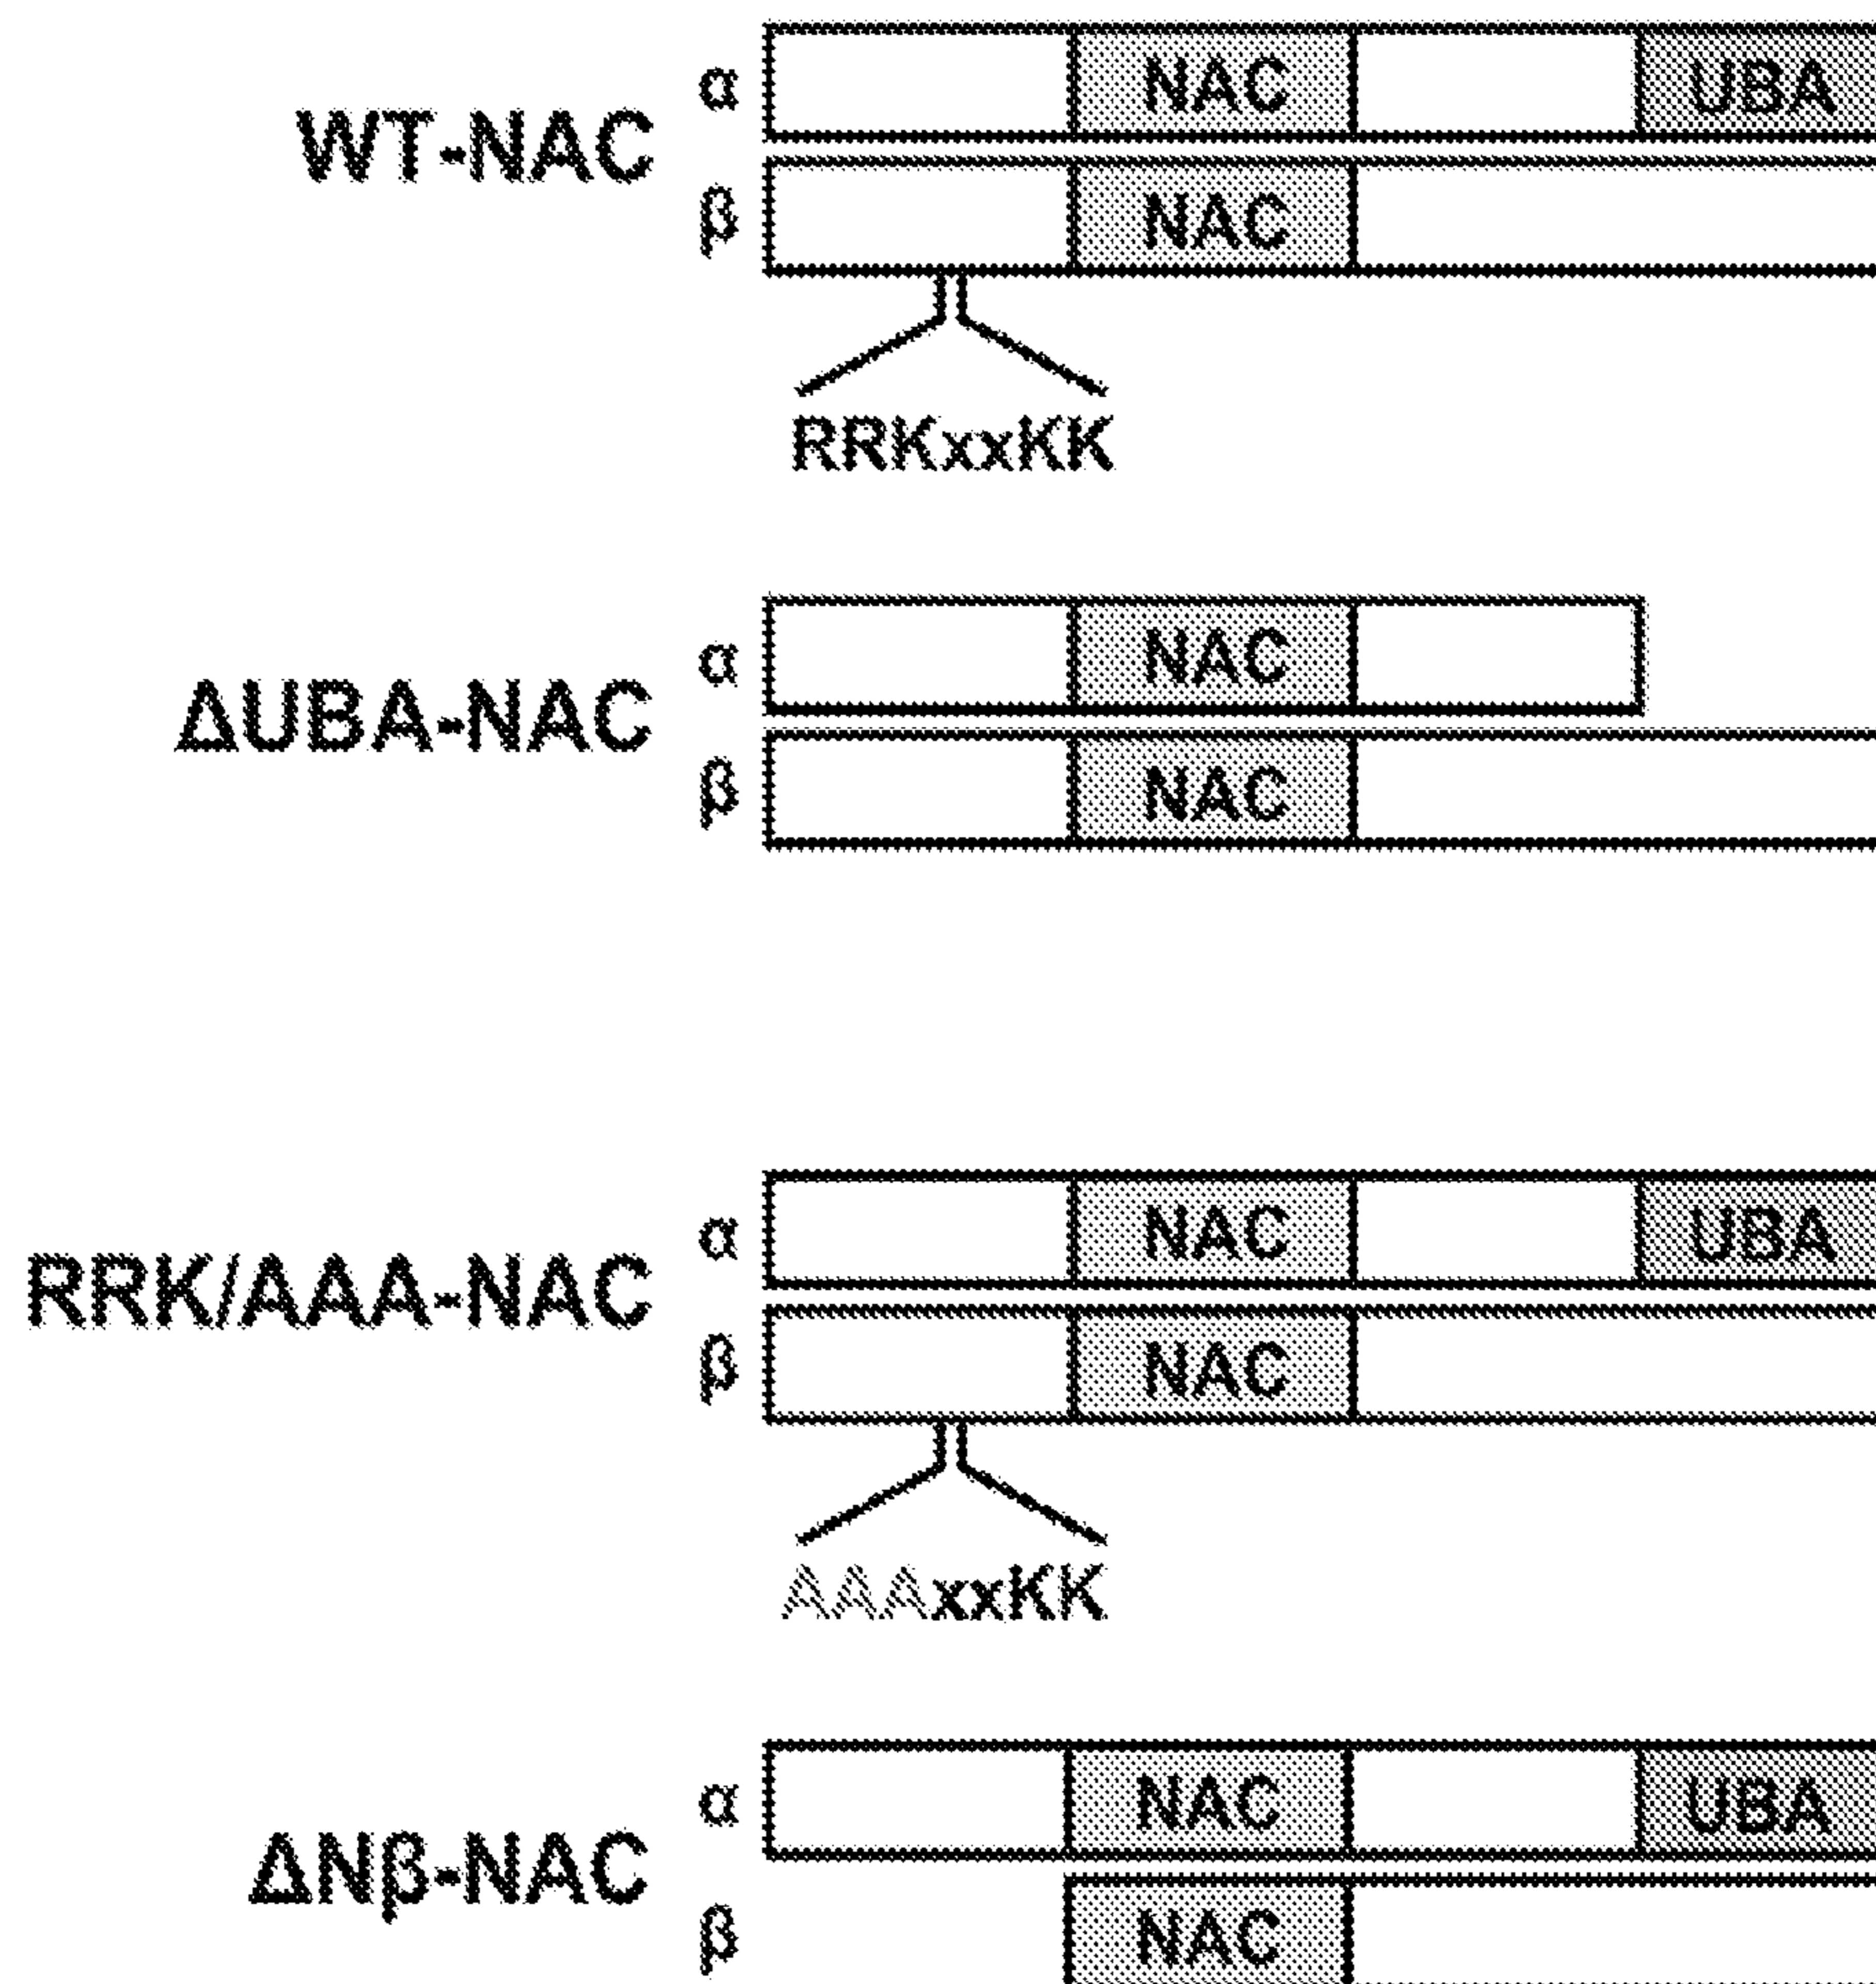 α NAC UBA
WT-NAC
β NAC
RRKxxKK
α NAC
ΔUBA-NAC
β NAC
α NAC UBA
RRK/AAA-NAC
β NAC
AAAxxKK
α NAC UBA
ΔNβ-NAC
β NAC